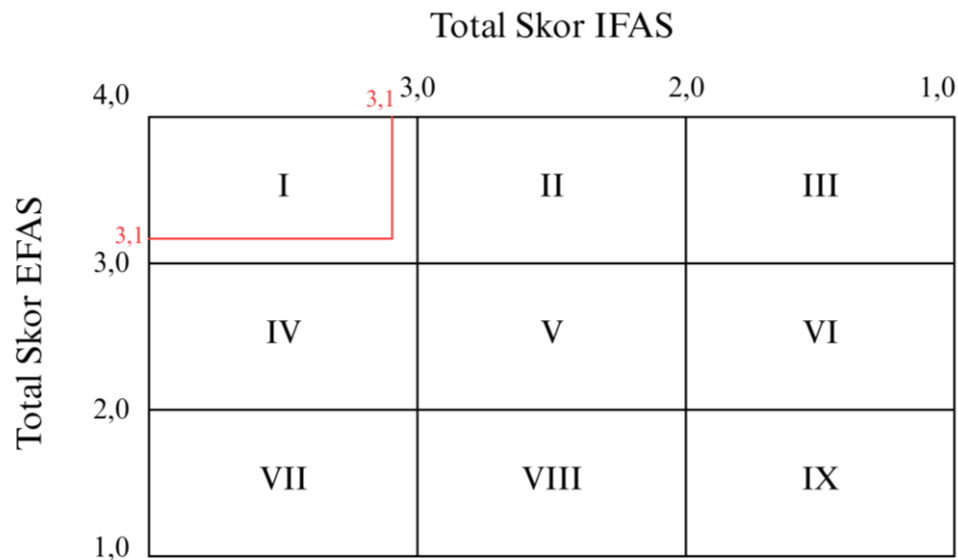 Total Skor IFAS
4,0 3,1 3,0 2,0 1,0
I II III
Total Skor EFAS
3,1
3,0
IV V VI
2,0
VII VIII IX
1,0